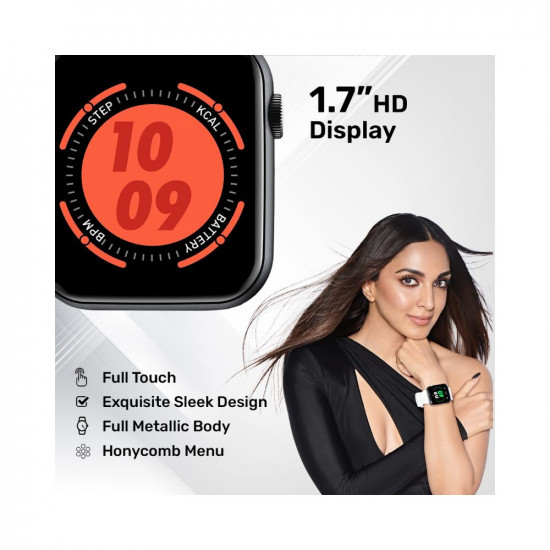 STEP
KCAL
10
09
BPM
BATTERY
1.7” HD
Display
Full Touch
Exquisite Sleek Design
Full Metallic Body
Honycomb Menu